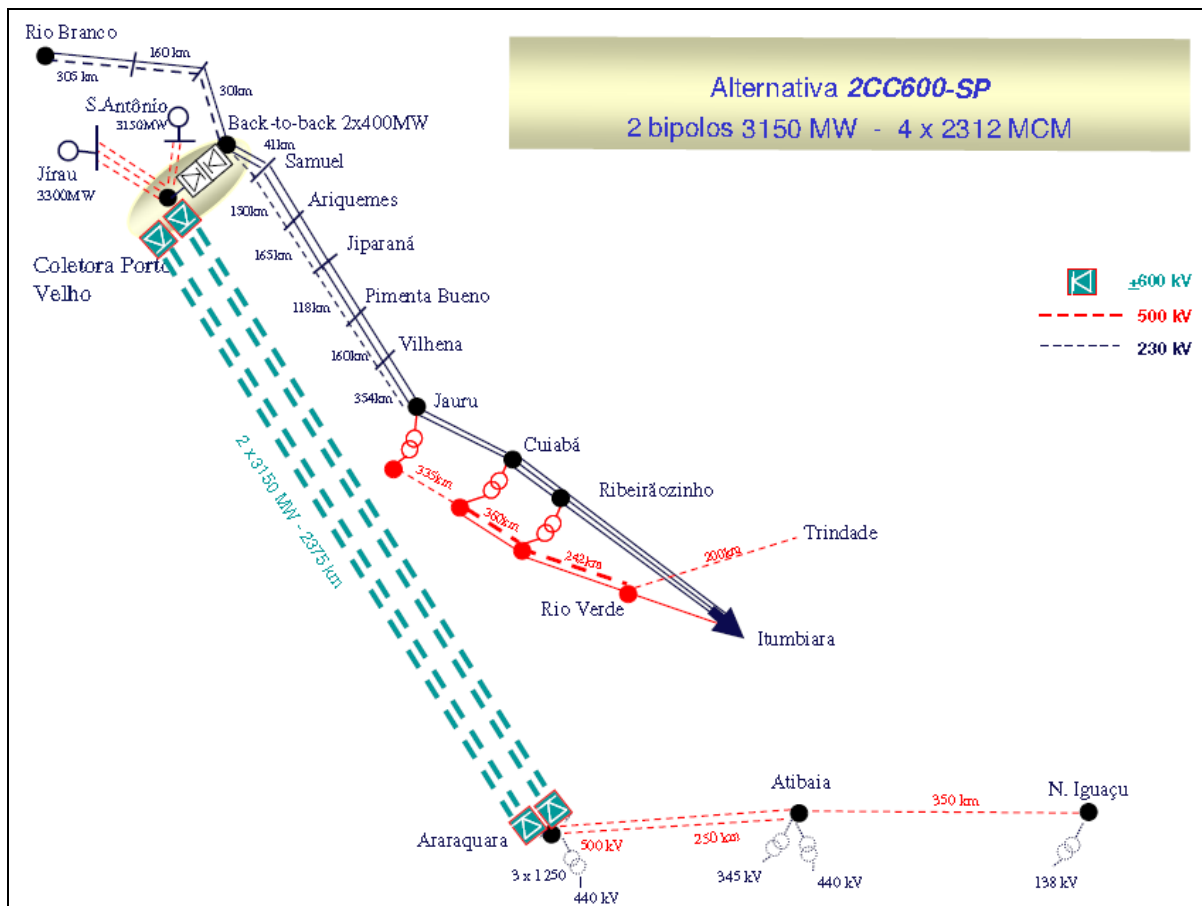 Rio Branco
160 km
305 km
30km
Alternativa 2CC600-SP
2 bipolos 3150 MW - 4 x 2312 MCM
S.Antônio
3150MW
Back-to-back 2x400MW
Jírau
3300MW
41km
Samuel
150km
Ariquemes
165km
Jiparaná
Coletora Porto
Velho
118km
Pimenta Bueno
160km
Vilhena
354km
Jauru
±600 kV
500 kV
230 kV
2 x 3150 MW - 2375 km
Cuiabá
335km
Ribeirãozinho
360km
242km
200km
Trindade
Rio Verde
Itumbiara
Araraquara
500 kV
250 km
Atibaia
350 km
N. Iguaçu
3 x 1250
440 kV
345 kV
440 kV
138 kV